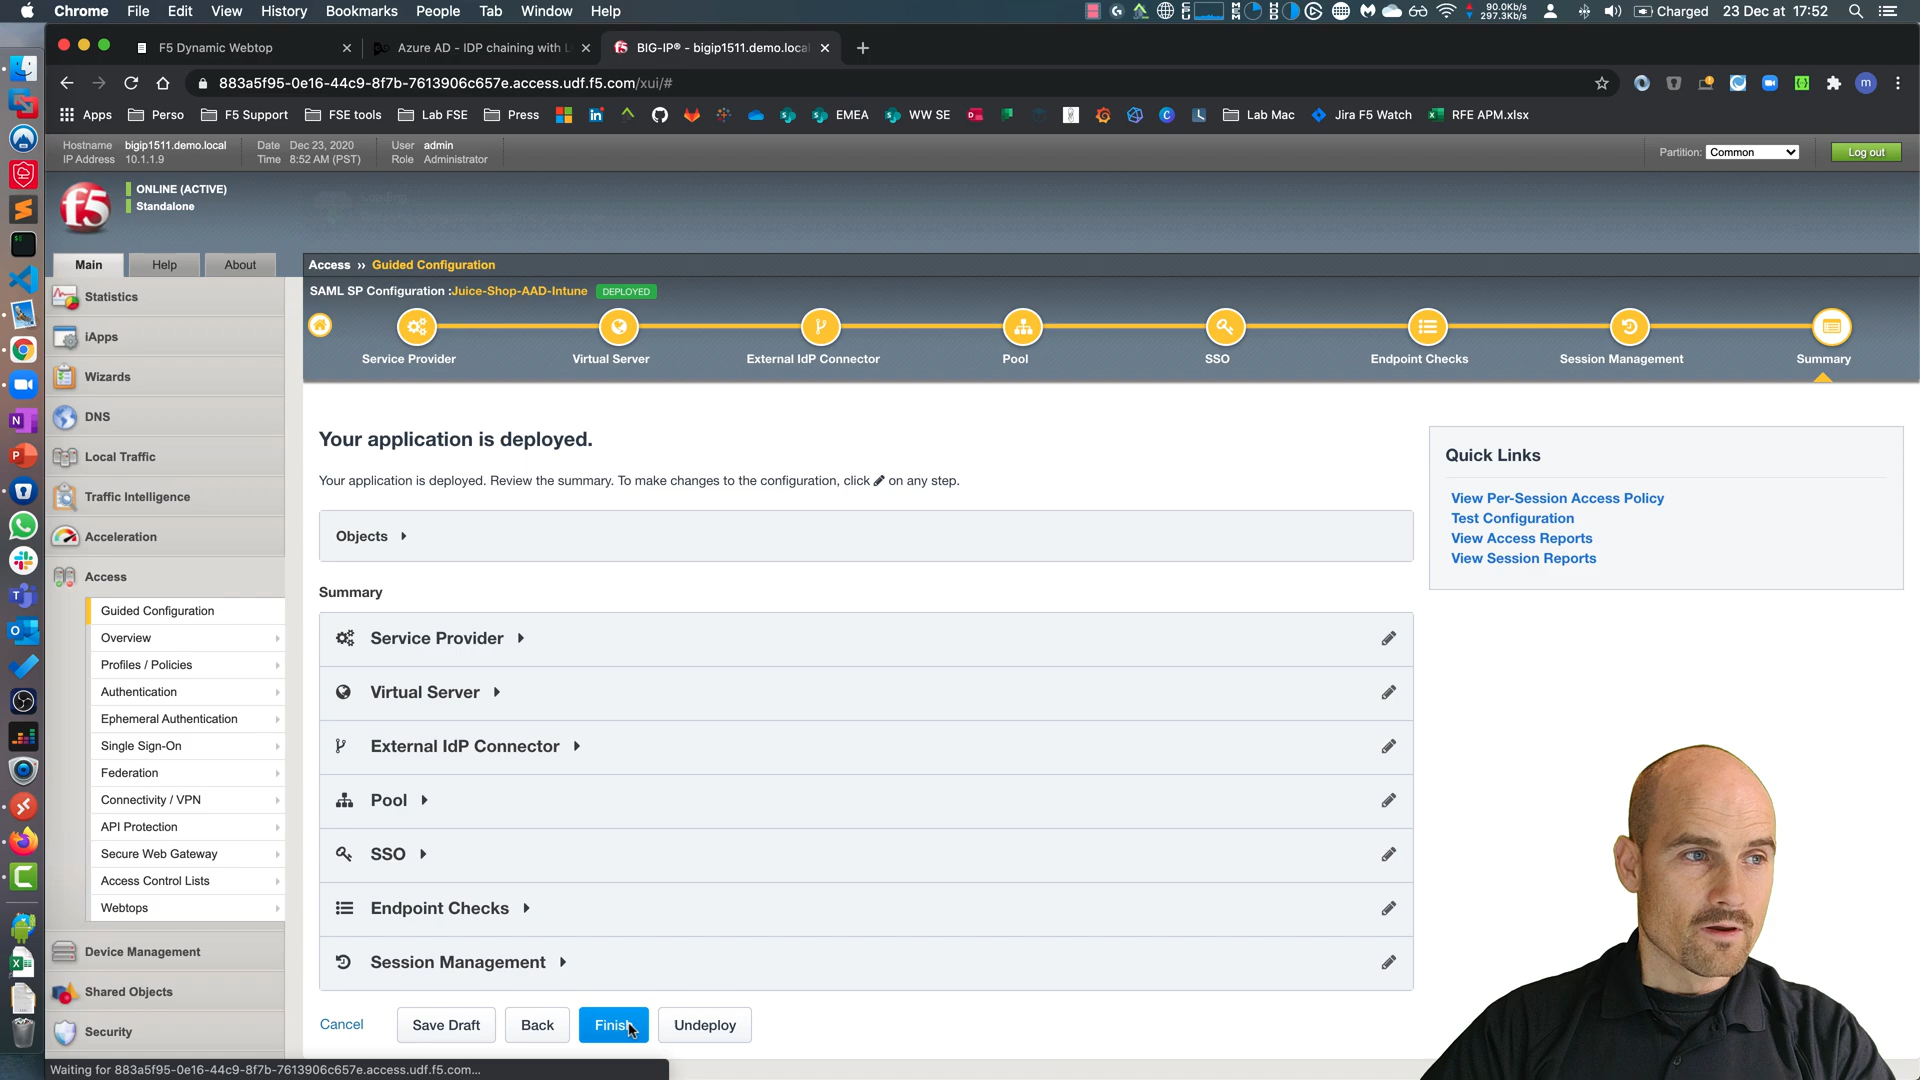 Chrome File Edit View History Bookmarks People Tab Window Help
90.0Kb/s
297.3Kb/s
Charged 23 Dec at 17:52
F5 Dynamic Webtop
Azure AD - IDP chaining with
BIG-IP® - bigip1511.demo.loca
883a5f95-0e16-44c9-8f7b-7613906c657e.access.udf.f5.com/xui/#
Apps Perso F5 Support FSE tools Lab FSE Press EMEA WW SE Lab Mac Jira F5 Watch RFE APM.xlsx
Hostname bigip1511.demo.local Date Dec 23, 2020 User admin
IP Address 10.1.1.9 Time 8:52 AM (PST) Role Administrator
Partition: Common Log out
f5
ONLINE (ACTIVE)
Standalone
Main Help About
Access » Guided Configuration
SAML SP Configuration :Juice-Shop-AAD-Intune DEPLOYED
Service Provider Virtual Server External IdP Connector Pool SSO Endpoint Checks Session Management Summary
Statistics
iApps
Wizards
DNS
Local Traffic
Traffic Intelligence
Acceleration
Access
Guided Configuration
Overview
Profiles / Policies
Authentication
Ephemeral Authentication
Single Sign-On
Federation
Connectivity / VPN
API Protection
Secure Web Gateway
Access Control Lists
Webtops
Device Management
Shared Objects
Security
Your application is deployed.
Your application is deployed. Review the summary. To make changes to the configuration, click on any step.
Objects
Summary
Service Provider
Virtual Server
External IdP Connector
Pool
SSO
Endpoint Checks
Session Management
Cancel Save Draft Back Finish Undeploy
Quick Links
View Per-Session Access Policy
Test Configuration
View Access Reports
View Session Reports
Waiting for 883a5f95-0e16-44c9-8f7b-7613906c657e.access.udf.f5.com...